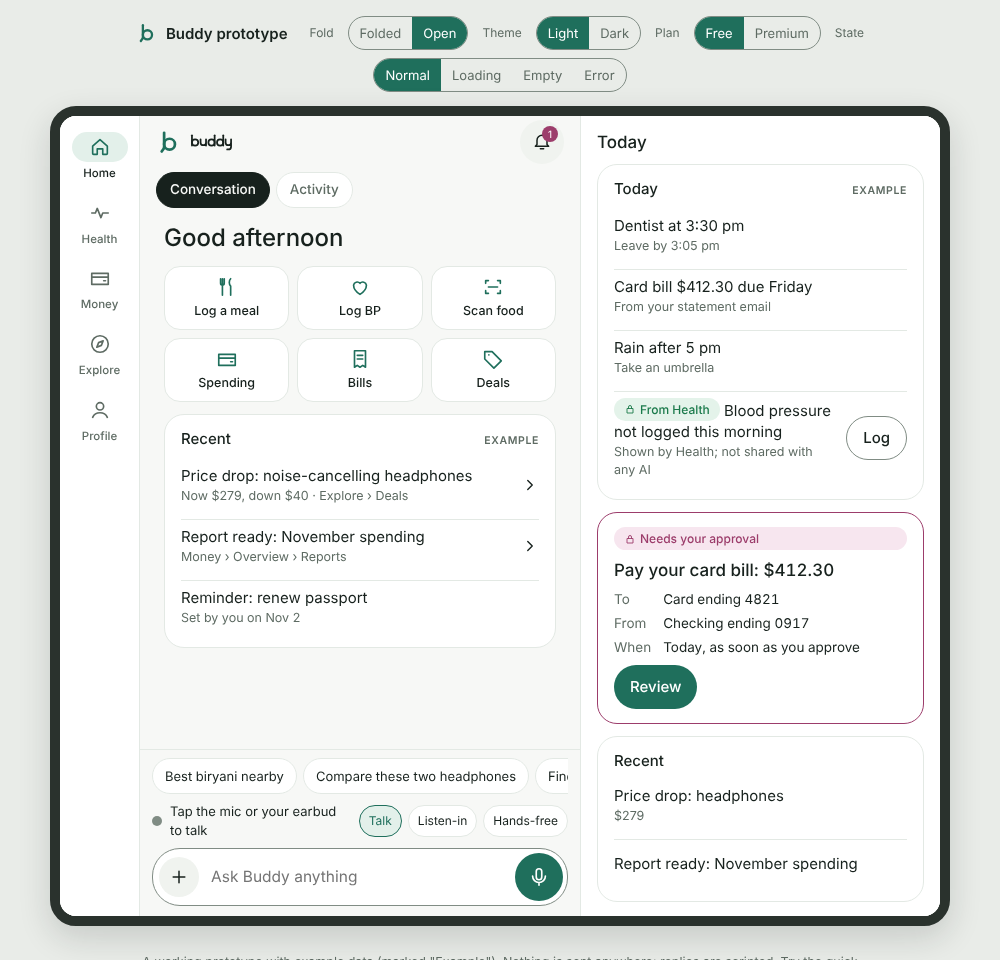 Buddy prototype
Fold
Folded
Open
Theme
Light
Dark
Plan
Free
Premium
State
Normal
Loading
Empty
Error
Home
Health
Money
Explore
Profile
buddy
1
Conversation
Activity
Good afternoon
Log a meal
Log BP
Scan food
Spending
Bills
Deals
Recent
EXAMPLE
Price drop: noise-cancelling headphones
Now $279, down $40 · Explore › Deals
Report ready: November spending
Money › Overview › Reports
Reminder: renew passport
Set by you on Nov 2
Best biryani nearby
Compare these two headphones
Tap the mic or your earbud
to talk
Talk
Listen-in
Hands-free
Ask Buddy anything
Today
Today
EXAMPLE
Dentist at 3:30 pm
Leave by 3:05 pm
Card bill $412.30 due Friday
From your statement email
Rain after 5 pm
Take an umbrella
From Health Blood pressure
not logged this morning
Shown by Health; not shared with
any AI
Log
Needs your approval
Pay your card bill: $412.30
To Card ending 4821
From Checking ending 0917
When Today, as soon as you approve
Review
Recent
Price drop: headphones
$279
Report ready: November spending